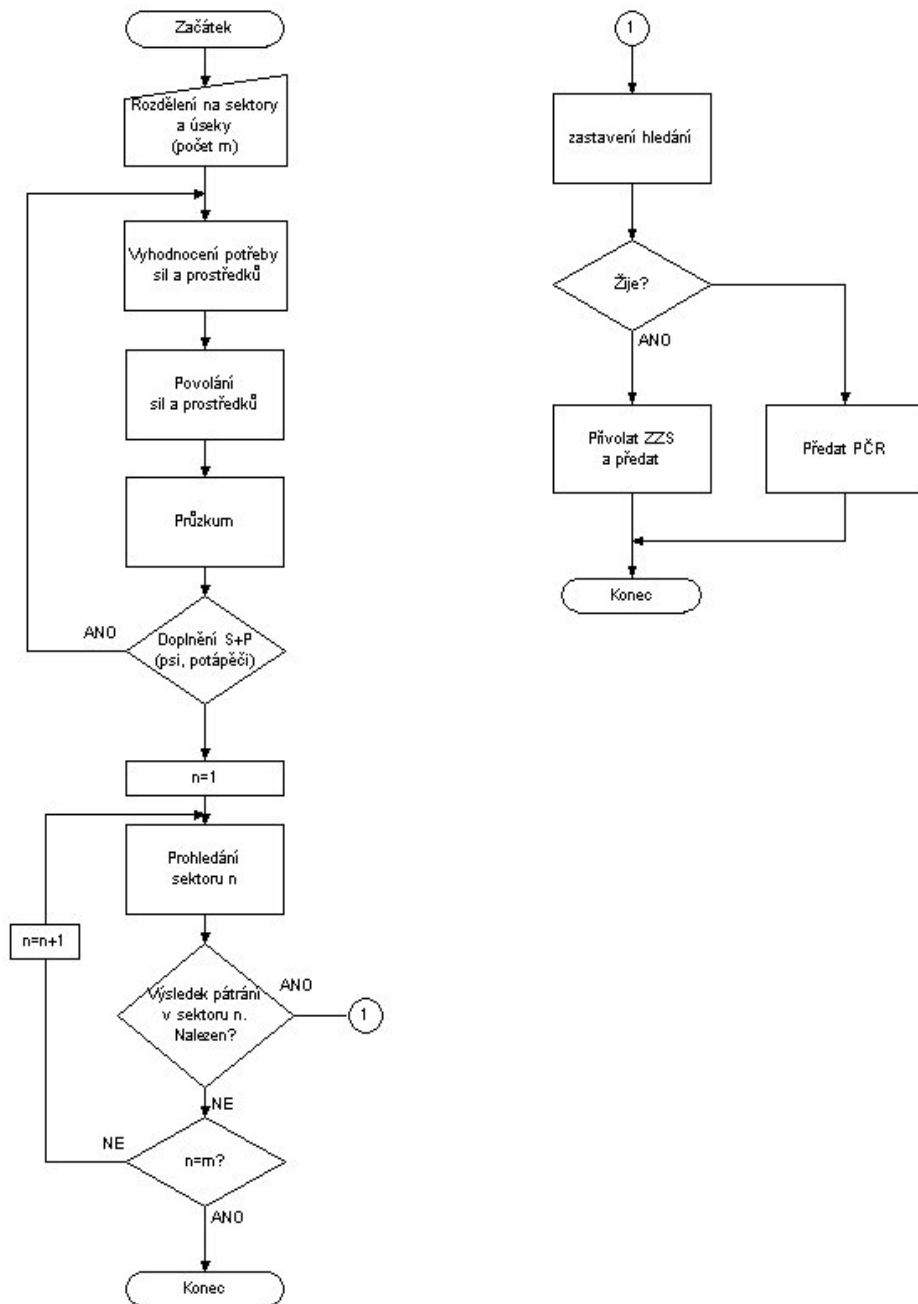 Začátek
Rozdělení na sektory
a úseky
(počet m)
Vyhodnocení potřeby
sil a prostředků
Povolání
sil a prostředků
Průzkum
ANO
Doplnění S+P
(psi, potápěči)
n=1
Prohledání
sektoru n
n=n+1
Výsledek pátrání
v sektoru n.
Nalezen?
ANO
1
NE
NE
n=m?
ANO
Konec
1
zastavení hledání
Žije?
ANO
Přivolat ZZS
a předat
Předat PČR
Konec